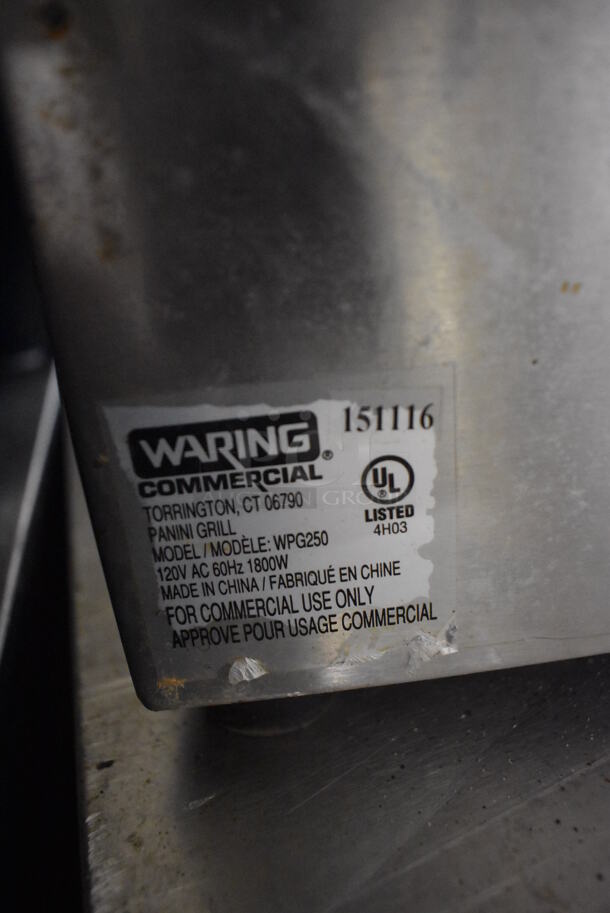 WARING
COMMERCIAL ®
151116
TORRINGTON, CT 06790
PANINI GRILL
MODEL / MODÈLE: WPG250
120V AC 60Hz 1800W
MADE IN CHINA / FABRIQUÉ EN CHINE
FOR COMMERCIAL USE ONLY
APPROVE POUR USAGE COMMERCIAL
UL
LISTED
4H03